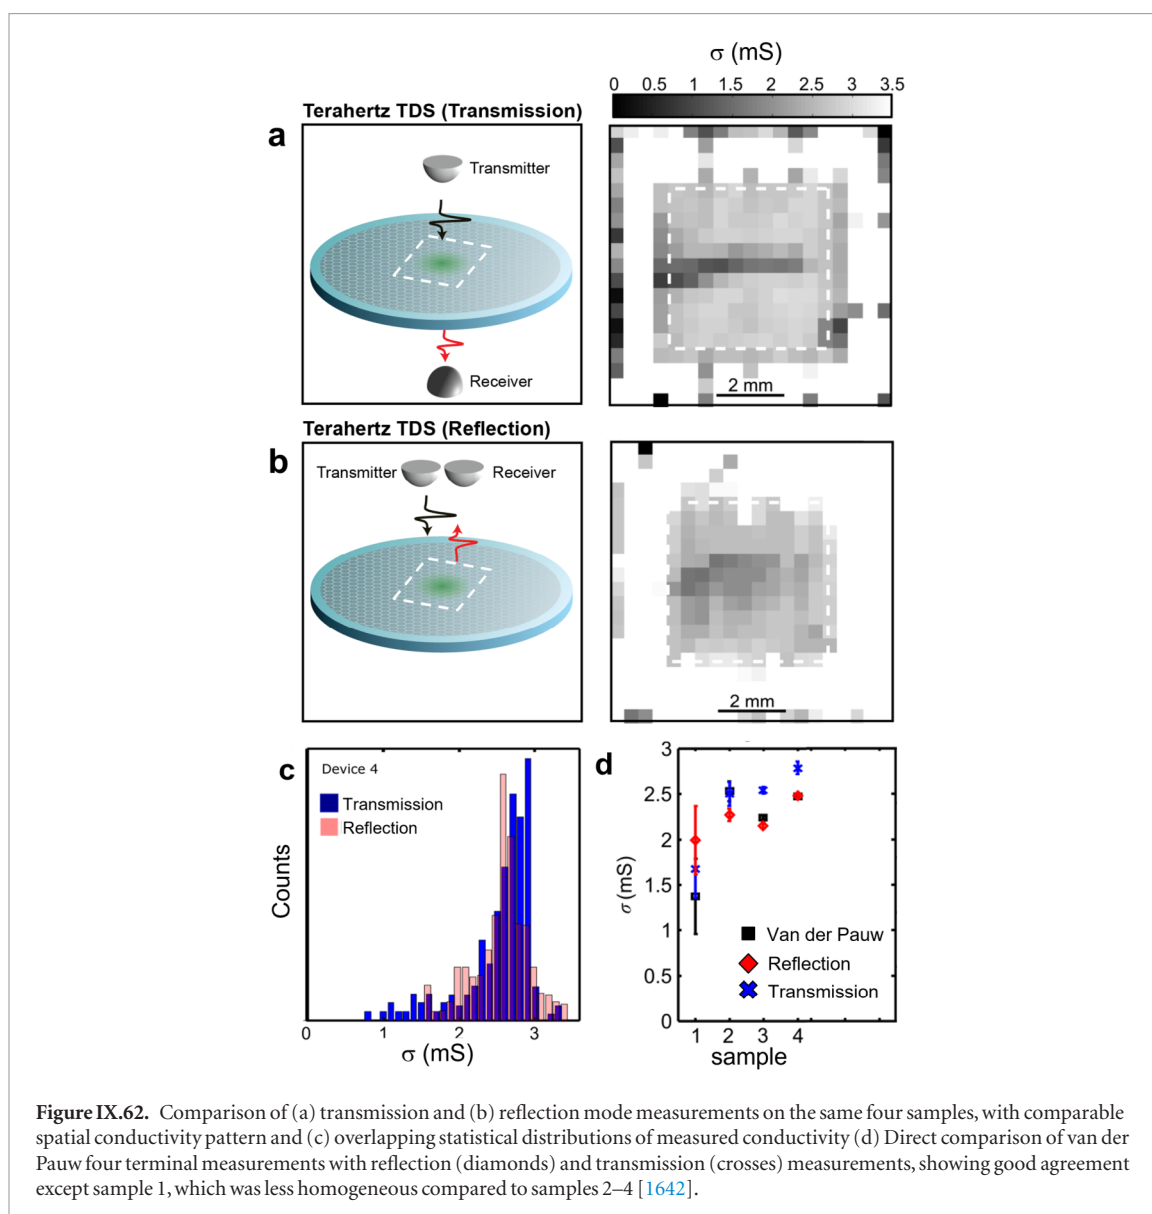 σ (mS)
0 0.5 1 1.5 2 2.5 3 3.5
Terahertz TDS (Transmission)
a
Transmitter
Receiver
2 mm
Terahertz TDS (Reflection)
b
Transmitter
Receiver
2 mm
c
Device 4
Transmission
Reflection
Counts
0 1 2 3
σ (mS)
d
3
2.5
2
1.5
1
0.5
0
σ (mS)
Van der Pauw
Reflection
Transmission
1 2 3 4
sample
Figure IX.62. Comparison of (a) transmission and (b) reflection mode measurements on the same four samples, with comparable
spatial conductivity pattern and (c) overlapping statistical distributions of measured conductivity (d) Direct comparison of van der
Pauw four terminal measurements with reflection (diamonds) and transmission (crosses) measurements, showing good agreement
except sample 1, which was less homogeneous compared to samples 2–4 [1642].